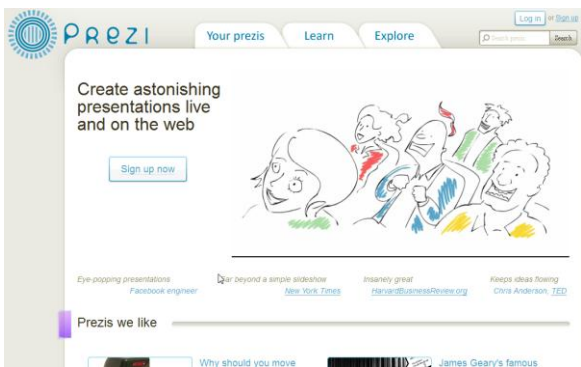 PREZI
Your prezis
Learn
Explore
Log in or Sign up
Search prezis
Search
Create astonishing
presentations live
and on the web
Sign up now
Eye-popping presentations
Facebook engineer
Far beyond a simple slideshow
New York Times
Insanely great
HarvardBusinessReview.org
Keeps ideas flowing
Chris Anderson, TED
Prezis we like
Why should you move
James Geary's famous